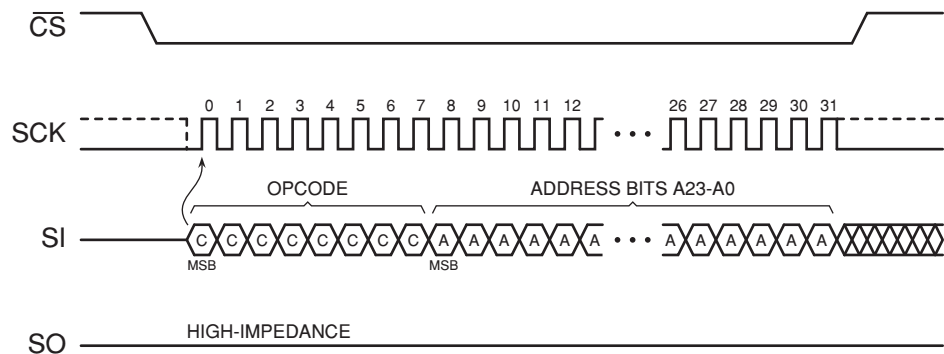 CS
0 1 2 3 4 5 6 7 8 9 10 11 12 26 27 28 29 30 31
SCK
OPCODE ADDRESS BITS A23-A0
SI C C C C C C C C A A A A A A A A A A A A
MSB MSB
HIGH-IMPEDANCE
SO